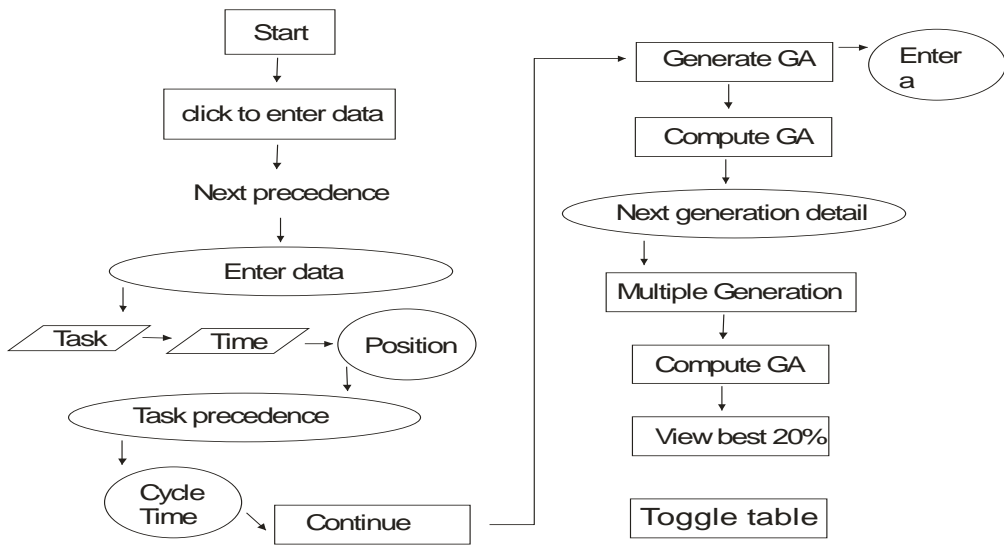 Start
click to enter data
Next precedence
Enter data
Task
Time
Position
Task precedence
Cycle
Time
Continue
Generate GA
Enter
a
Compute GA
Next generation detail
Multiple Generation
Compute GA
View best 20%
Toggle table